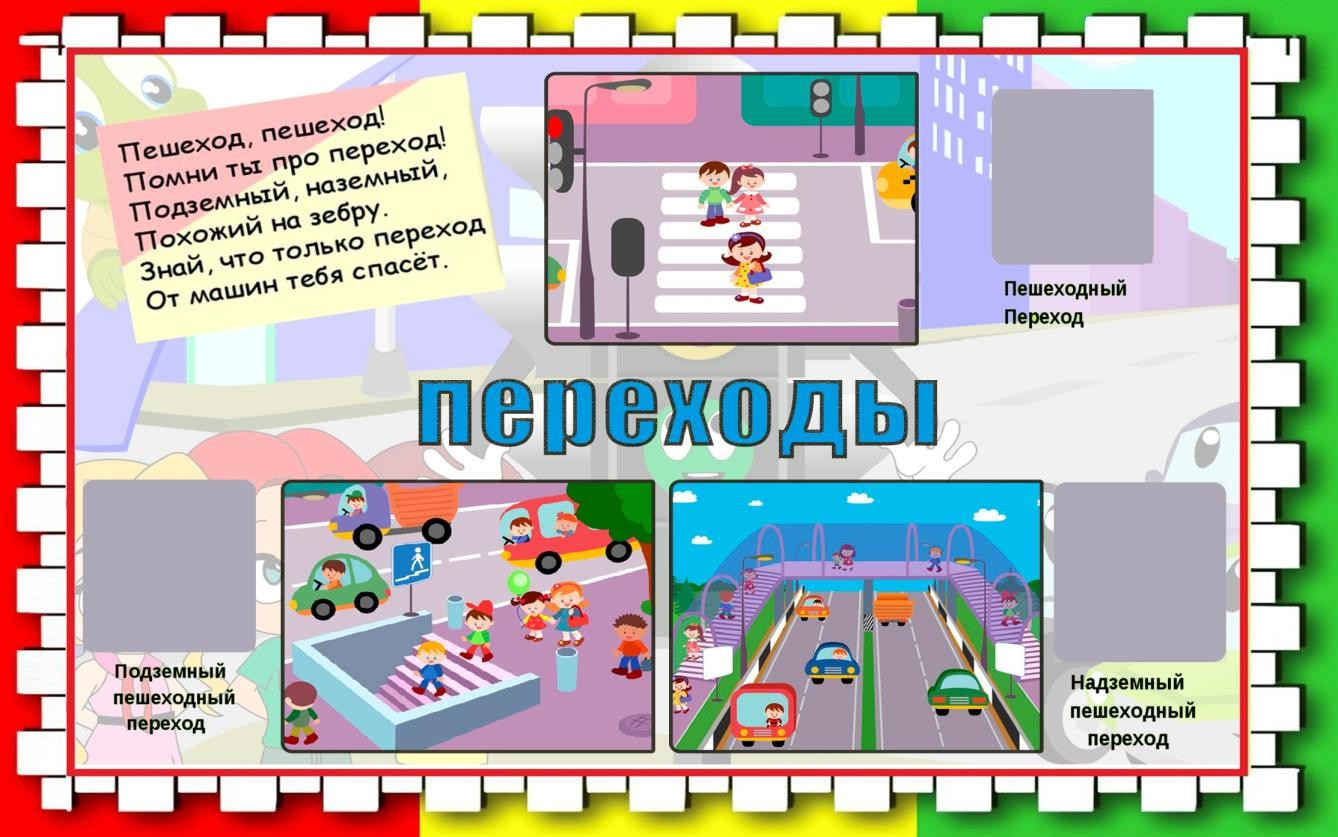 Пешеход, пешеход!
Помни ты про переход!
Подземный, наземный,
Похожий на зебру.
Знай, что только переход
От машин тебя спасёт.
Пешеходный
Переход
переходы
Подземный
пешеходный
переход
Надземный
пешеходный
переход